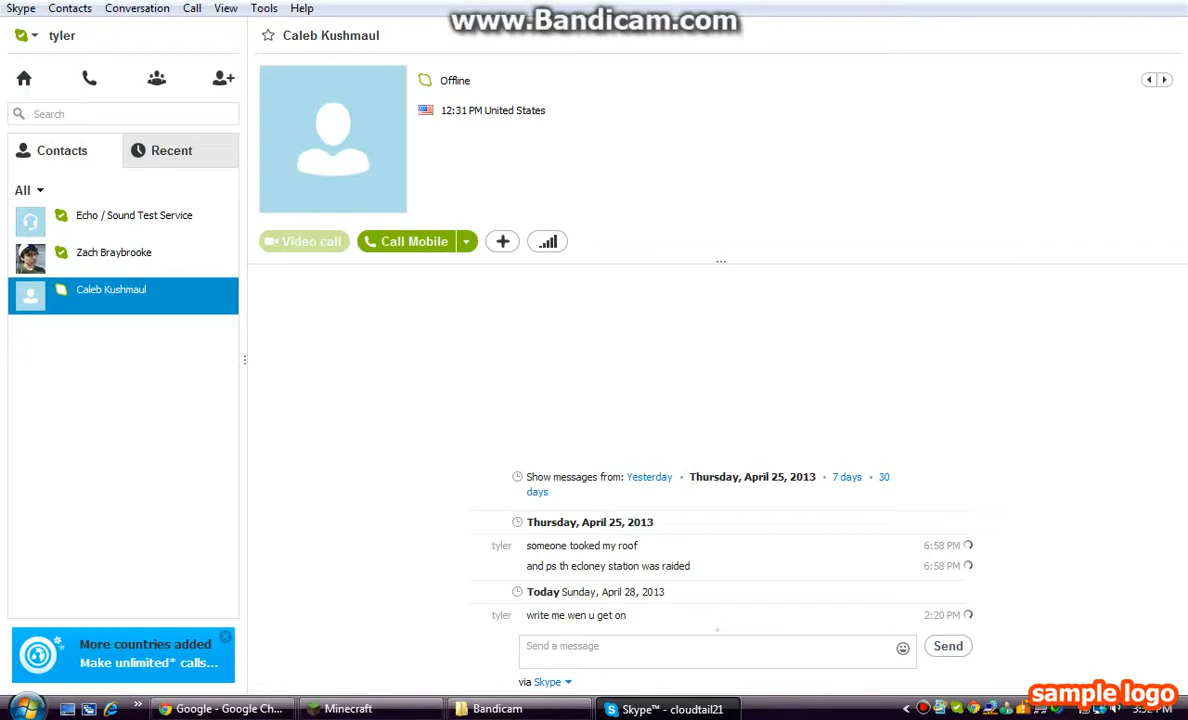 Skype Contacts Conversation Call View Tools Help
www.Bandicam.com
tyler
Caleb Kushmaul
Offline
12:31 PM United States
Search
Contacts
Recent
All
Echo / Sound Test Service
Zach Braybrooke
Caleb Kushmaul
Video call
Call Mobile
Show messages from: Yesterday • Thursday, April 25, 2013 • 7 days • 30
days
Thursday, April 25, 2013
tyler someone tooked my roof 6:58 PM
and ps th ecloney station was raided 6:58 PM
Today Sunday, April 28, 2013
tyler write me wen u get on 2:20 PM
Send a message
Send
via Skype
More countries added
Make unlimited* calls...
sample logo
Google - Google Ch...
Minecraft
Bandicam
Skype™ - cloudtail21